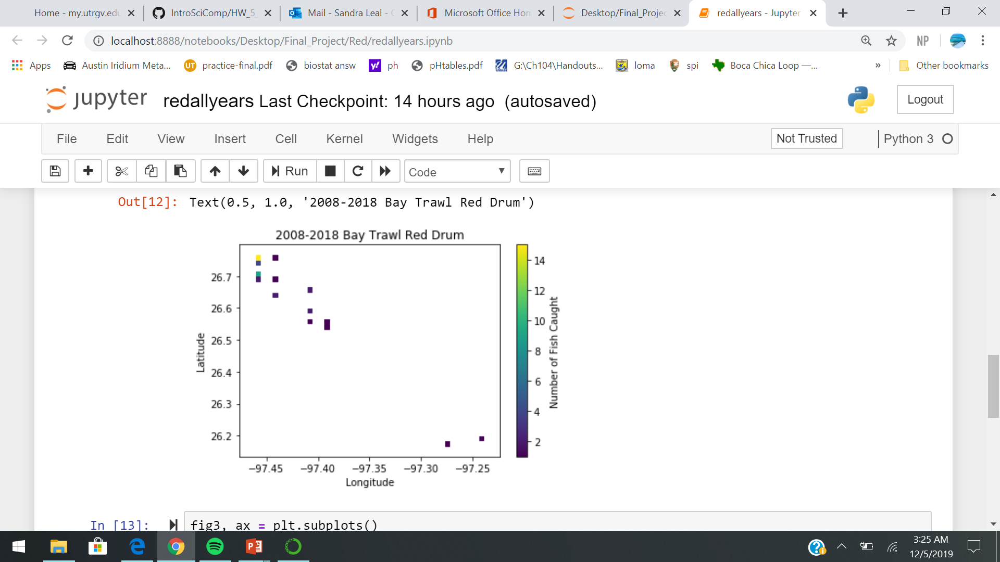 Home - my.utrgv.edu
IntroSciComp/HW_5_
Mail - Sandra Leal -
Microsoft Office Hom
Desktop/Final_Projec
redallyears - Jupyter
localhost:8888/notebooks/Desktop/Final_Project/Red/redallyears.ipynb
NP
Apps
Austin Iridium Meta...
UT
practice-final.pdf
biostat answ
y!
ph
pHtables.pdf
G:\Ch104\Handouts...
loma
spi
Boca Chica Loop —...
»
Other bookmarks
jupyter
redallyears Last Checkpoint: 14 hours ago (autosaved)
Logout
File
Edit
View
Insert
Cell
Kernel
Widgets
Help
Not Trusted
Python 3
Run
Code
Out[12]: Text(0.5, 1.0, '2008-2018 Bay Trawl Red Drum')
2008-2018 Bay Trawl Red Drum
26.7
26.6
26.5
26.4
26.3
26.2
Latitude
−97.45
−97.40
−97.35
−97.30
−97.25
Longitude
14
12
10
8
6
4
2
Number of Fish Caught
In [13]: fig3, ax = plt.subplots()
3:25 AM
12/5/2019